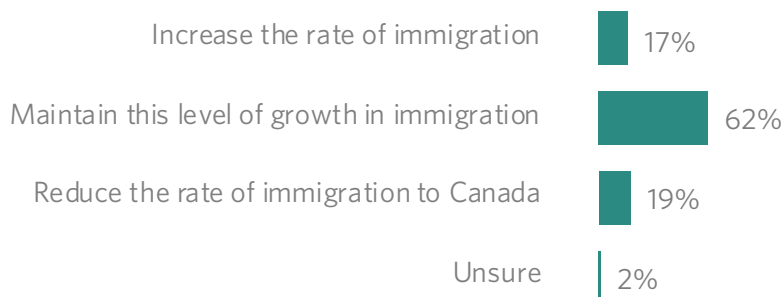 Increase the rate of immigration 17%
Maintain this level of growth in immigration 62%
Reduce the rate of immigration to Canada 19%
Unsure 2%